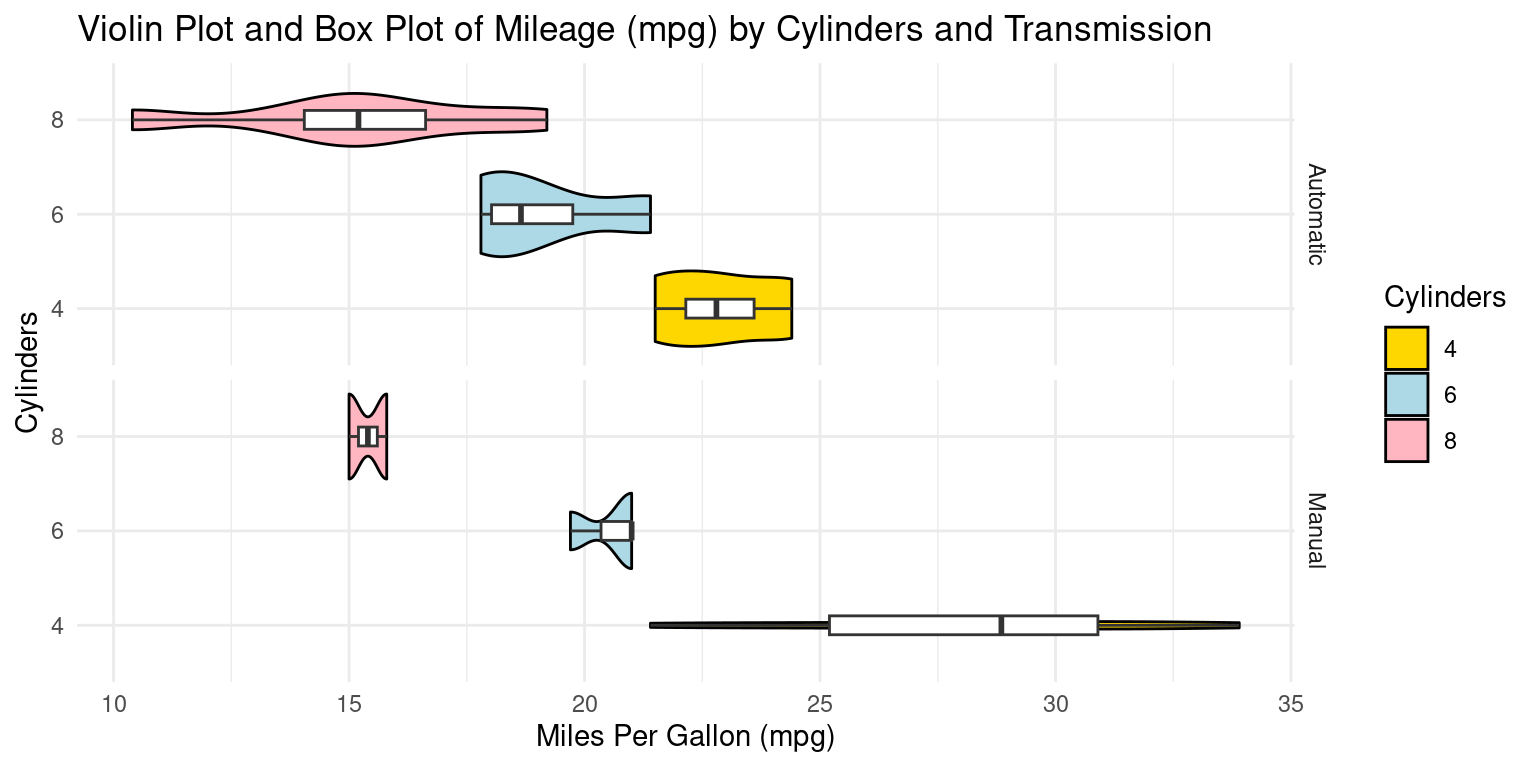 Violin Plot and Box Plot of Mileage (mpg) by Cylinders and Transmission
Cylinders
8
6
4
Automatic
8
6
4
Manual
10 15 20 25 30 35
Miles Per Gallon (mpg)
Cylinders
4
6
8